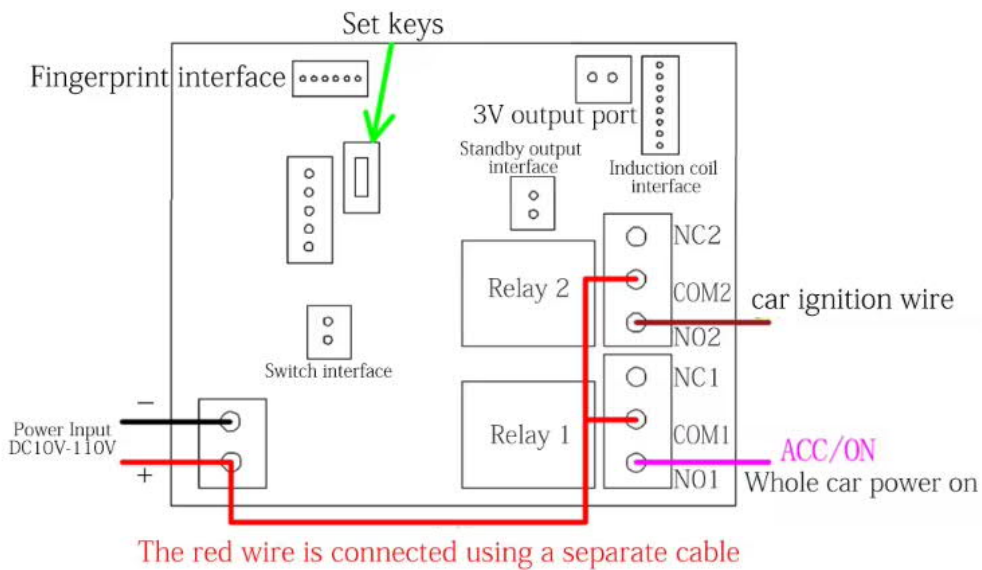 Set keys
Fingerprint interface
3V output port
Standby output
interface
Induction coil
interface
NC2
Relay 2
COM2
car ignition wire
NO2
Switch interface
NC1
−
Power Input
DC10V-110V
+
Relay 1
COM1
ACC/ON
NO1
Whole car power on
The red wire is connected using a separate cable